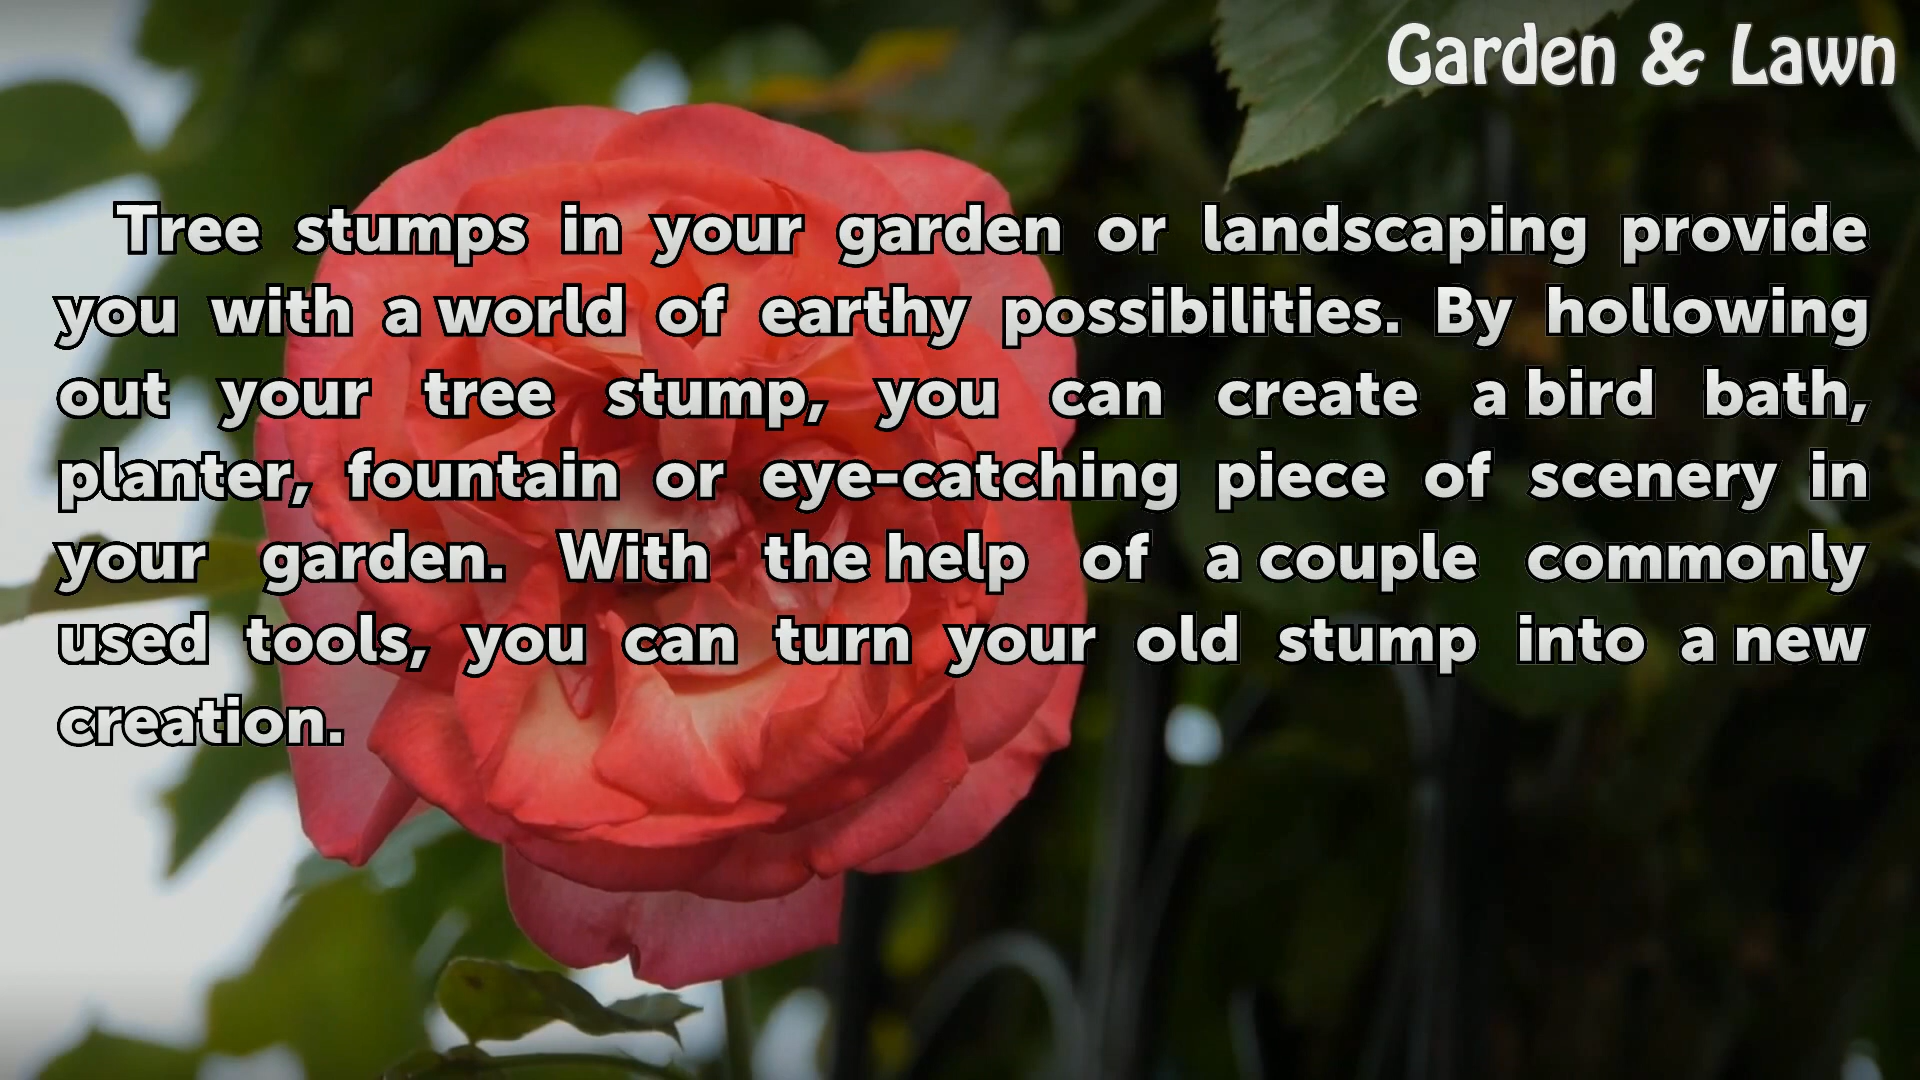 Garden & Lawn
Tree stumps in your garden or landscaping provide
you with a world of earthy possibilities. By hollowing
out your tree stump, you can create a bird bath,
planter, fountain or eye-catching piece of scenery in
your garden. With the help of a couple commonly
used tools, you can turn your old stump into a new
creation.